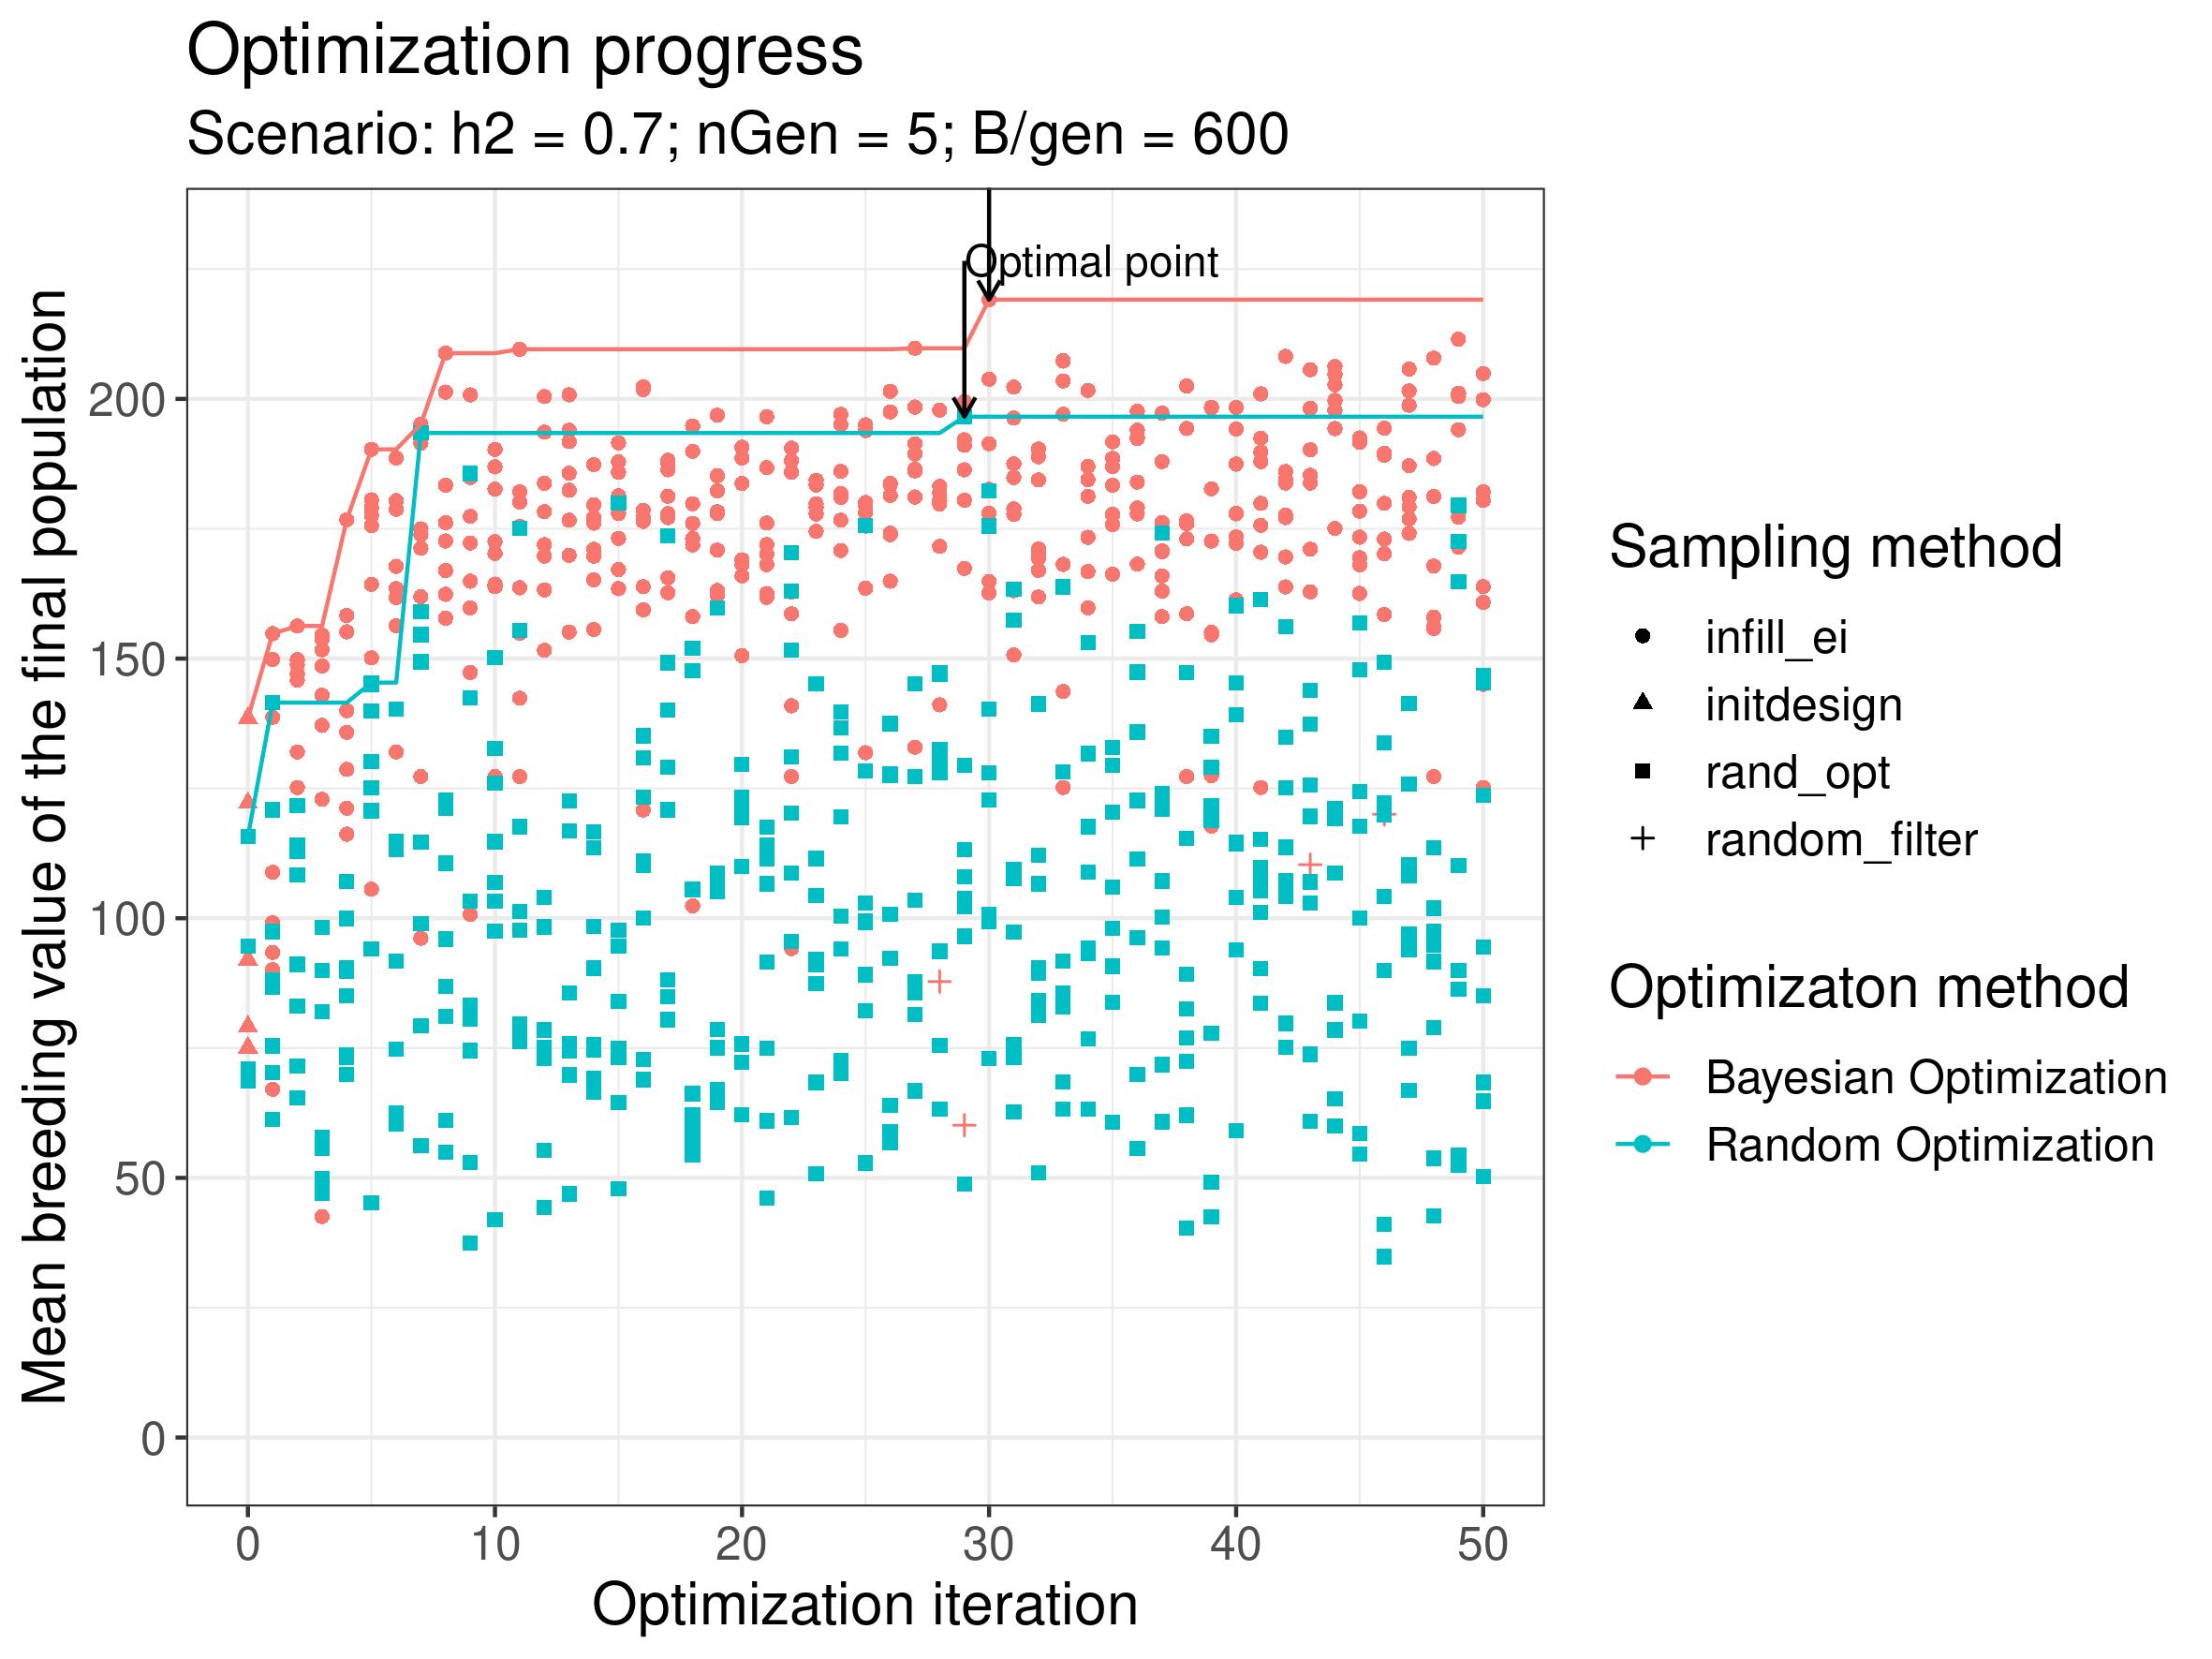 Optimization progress
Scenario: h2 = 0.7; nGen = 5; B/gen = 600
Mean breeding value of the final population
200
150
100
50
0
Optimal point
0 10 20 30 40 50
Optimization iteration
Sampling method
infill_ei
initdesign
rand_opt
random_filter
Optimizaton method
Bayesian Optimization
Random Optimization